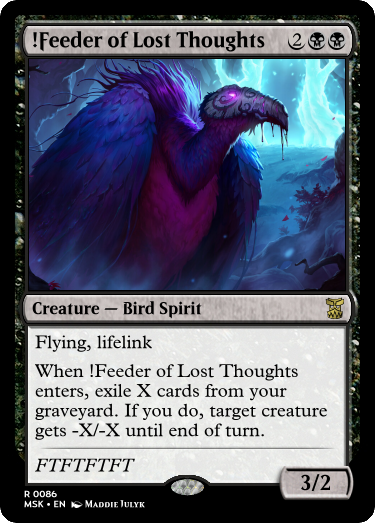 !Feeder of Lost Thoughts 2
Creature — Bird Spirit
Flying, lifelink
When !Feeder of Lost Thoughts
enters, exile X cards from your
graveyard. If you do, target creature
gets -X/-X until end of turn.
FTFTFTFT
3/2
R 0086
MSK • EN Maddie Julyk